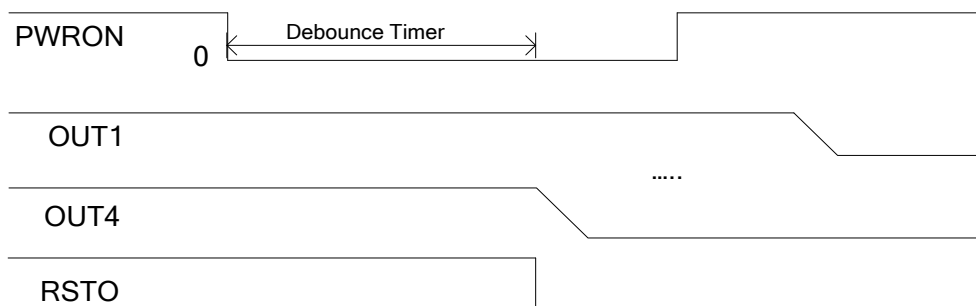 PWRON
Debounce Timer
0
OUT1
.....
OUT4
RSTO